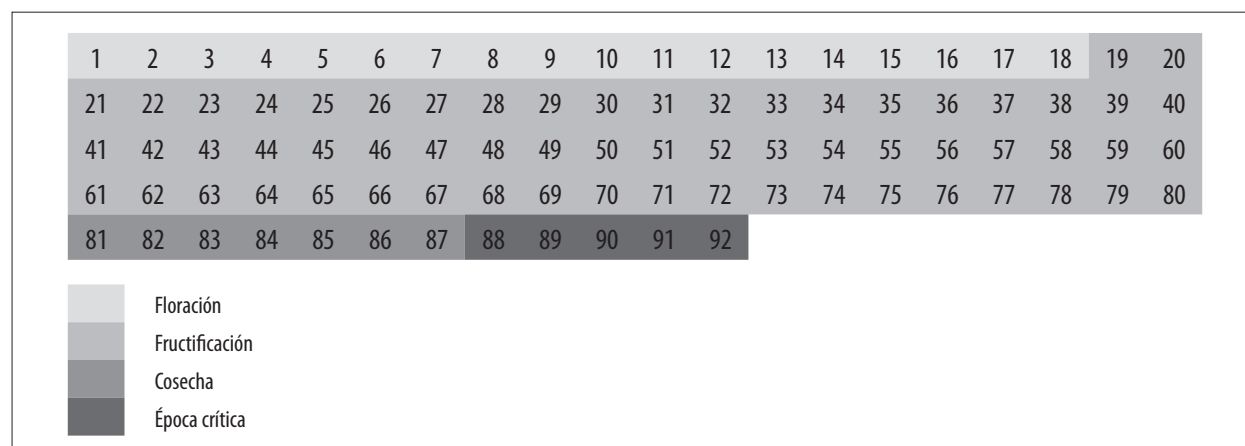 1 2 3 4 5 6 7 8 9 10 11 12 13 14 15 16 17 18 19 20
21 22 23 24 25 26 27 28 29 30 31 32 33 34 35 36 37 38 39 40
41 42 43 44 45 46 47 48 49 50 51 52 53 54 55 56 57 58 59 60
61 62 63 64 65 66 67 68 69 70 71 72 73 74 75 76 77 78 79 80
81 82 83 84 85 86 87 88 89 90 91 92
Floración
Fructificación
Cosecha
Época crítica